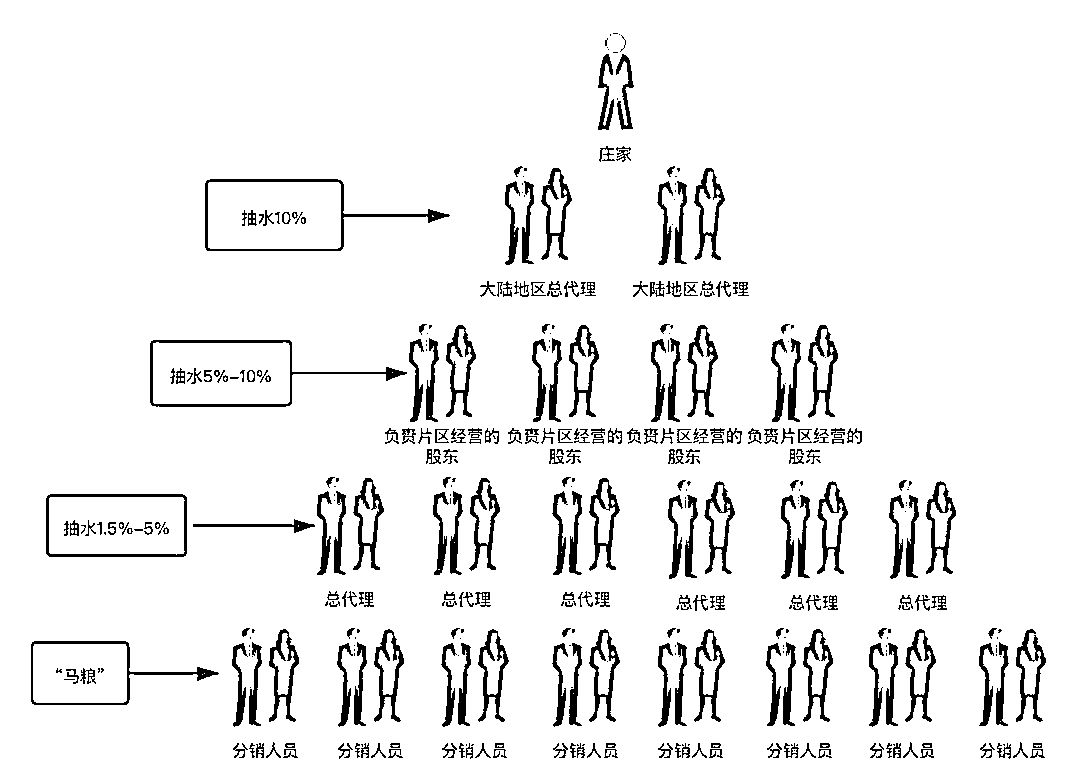 庄家
抽水10%
大陆地区总代理 大陆地区总代理
抽水5%-10%
负责片区经营的 负责片区经营的 负责片区经营的 负责片区经营的
股东 股东 股东 股东
抽水1.5%-5%
总代理 总代理 总代理 总代理 总代理 总代理
“马粮”
分销人员 分销人员 分销人员 分销人员 分销人员 分销人员 分销人员 分销人员